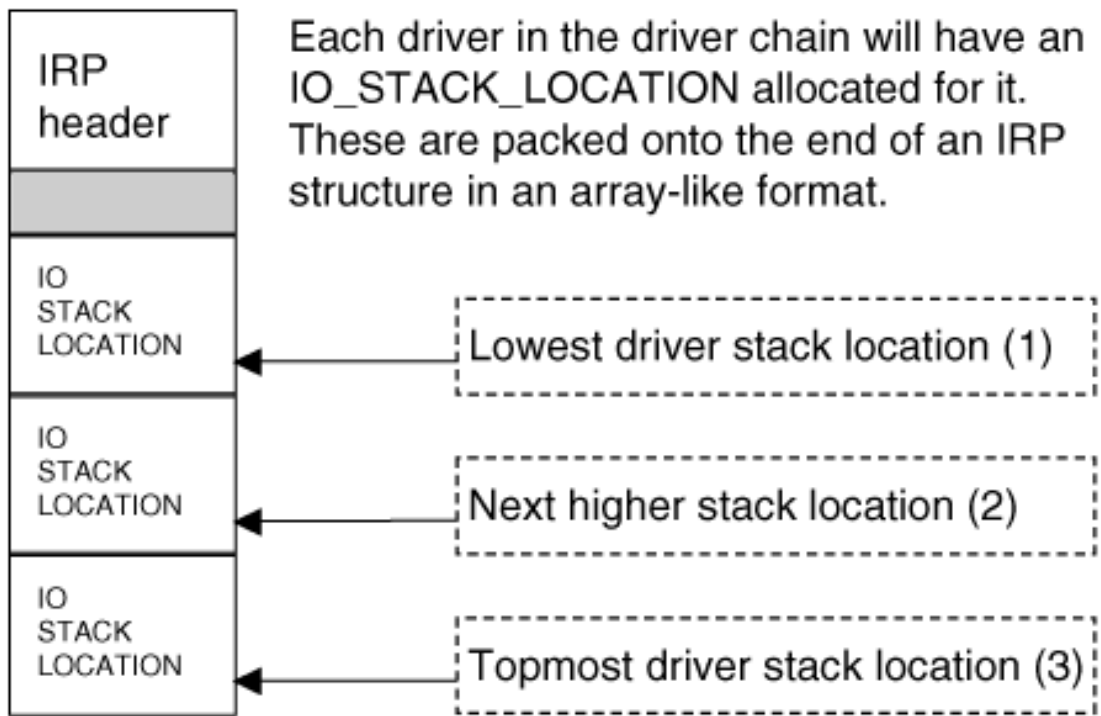 IRP
header
Each driver in the driver chain will have an
IO_STACK_LOCATION allocated for it.
These are packed onto the end of an IRP
structure in an array-like format.
IO
STACK
LOCATION
Lowest driver stack location (1)
IO
STACK
LOCATION
Next higher stack location (2)
IO
STACK
LOCATION
Topmost driver stack location (3)